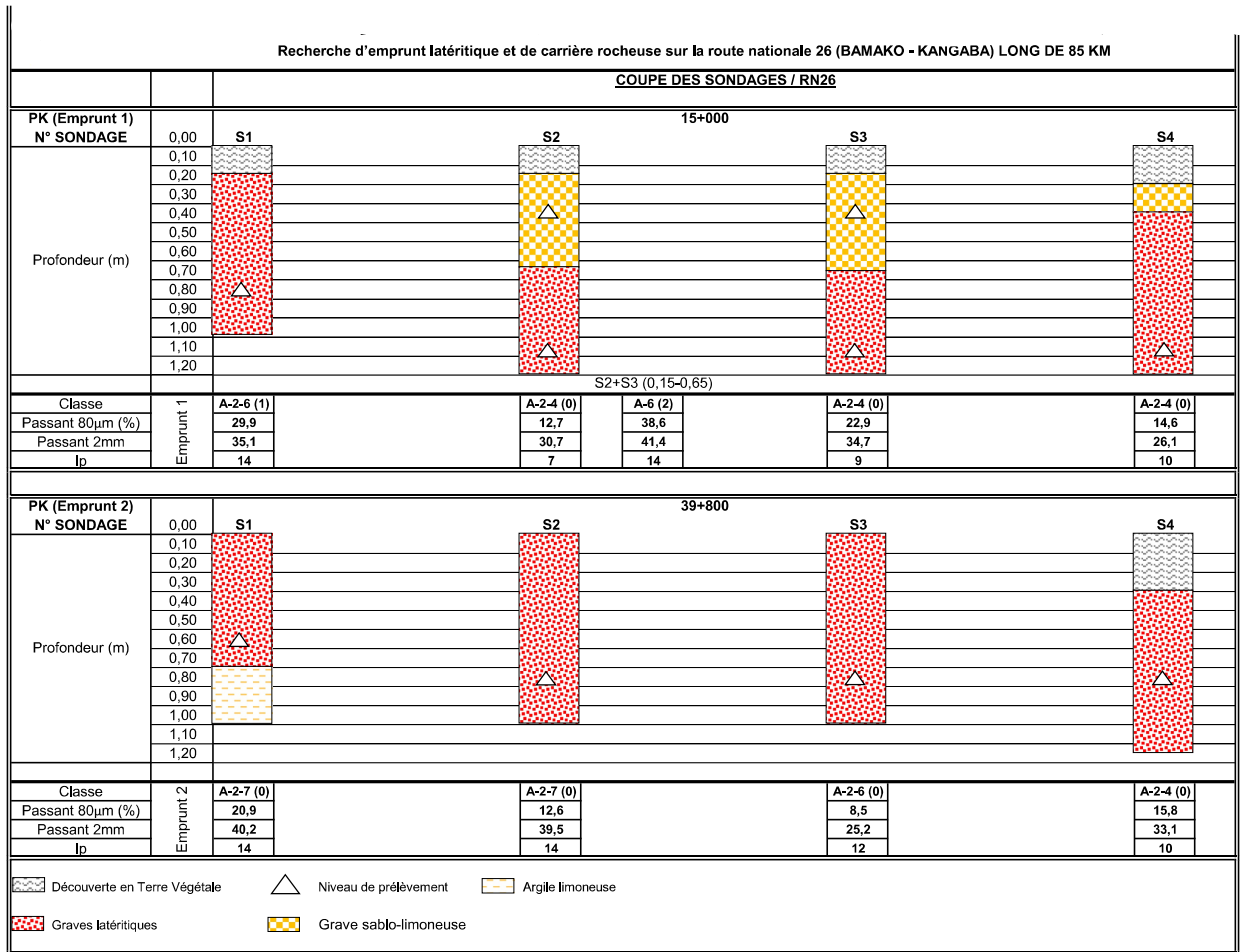 Recherche d'emprunt latéritique et de carrière rocheuse sur la route nationale 26 (BAMAKO - KANGABA) LONG DE 85 KM
COUPE DES SONDAGES / RN26
PK (Emprunt 1) 15+000
N° SONDAGE 0,00 S1 S2 S3 S4
0,10
0,20
0,30
0,40
0,50
0,60
Profondeur (m)
0,70
0,80
0,90
1,00
1,10
1,20
S2+S3 (0,15-0,65)
Emprunt 1
Classe A-2-6 (1) A-2-4 (0) A-6 (2) A-2-4 (0) A-2-4 (0)
Passant 80µm (%) 29,9 12,7 38,6 22,9 14,6
Passant 2mm 35,1 30,7 41,4 34,7 26,1
Ip 14 7 14 9 10
PK (Emprunt 2) 39+800
N° SONDAGE 0,00 S1 S2 S3 S4
0,10
0,20
0,30
0,40
0,50
0,60
Profondeur (m)
0,70
0,80
0,90
1,00
1,10
1,20
Emprunt 2
Classe A-2-7 (0) A-2-7 (0) A-2-6 (0) A-2-4 (0)
Passant 80µm (%) 20,9 12,6 8,5 15,8
Passant 2mm 40,2 39,5 25,2 33,1
Ip 14 14 12 10
Découverte en Terre Végétale Niveau de prélèvement Argile limoneuse
Graves latéritiques Grave sablo-limoneuse